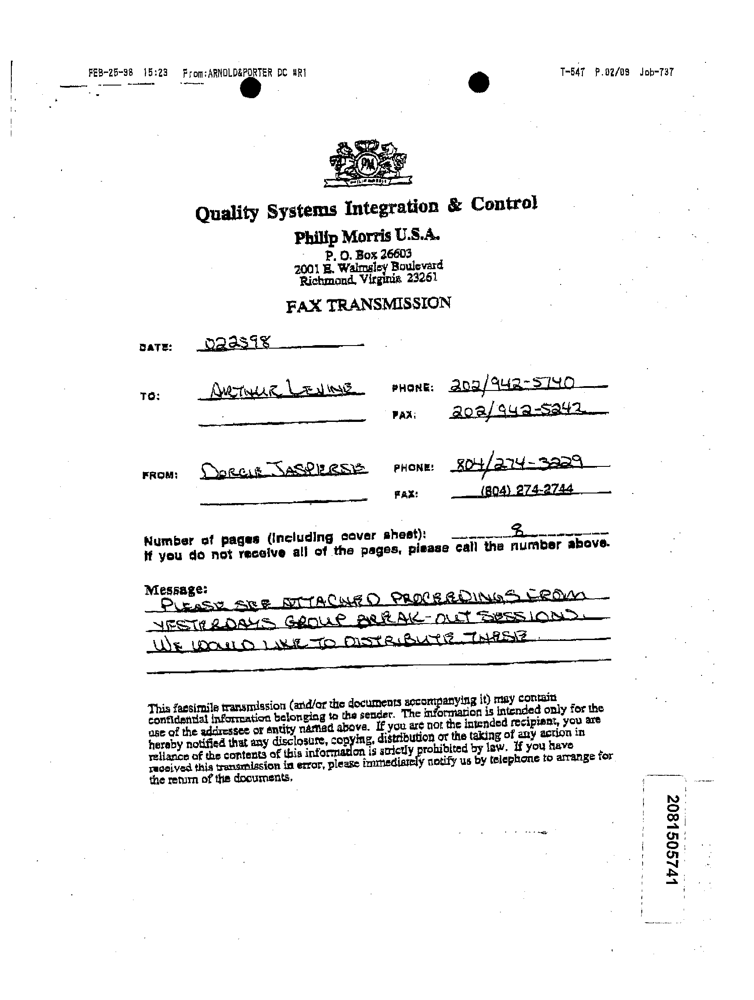 FEB-25-98 15:23 From:ARNOLD&PORTER DC #R1 T-547 P.02/09 Job-737
PM
Quality Systems Integration & Control
Philip Morris U.S.A.
P. O. Box 26603
2001 E. Walmsley Boulevard
Richmond, Virginia 23261
FAX TRANSMISSION
DATE: 022598
TO: ARTHUR LEVINE PHONE: 202/942-5740
FAX: 202/942-5242
FROM: DORCIE JASPERSE PHONE: 804/274-3229
FAX: (804) 274-2744
Number of pages (including cover sheet): 8
If you do not receive all of the pages, please call the number above.
Message:
PLEASE SEE ATTACHED PROCEEDINGS FROM
YESTERDAYS GROUP BREAK-OUT SESSIONS.
WE WOULD LIKE TO DISTRIBUTE THESE.
This facsimile transmission (and/or the documents accompanying it) may contain
confidential information belonging to the sender. The information is intended only for the
use of the addressee or entity named above. If you are not the intended recipient, you are
hereby notified that any disclosure, copying, distribution or the taking of any action in
reliance of the contents of this information is strictly prohibited by law. If you have
received this transmission in error, please immediately notify us by telephone to arrange for
the return of the documents.
2081505741